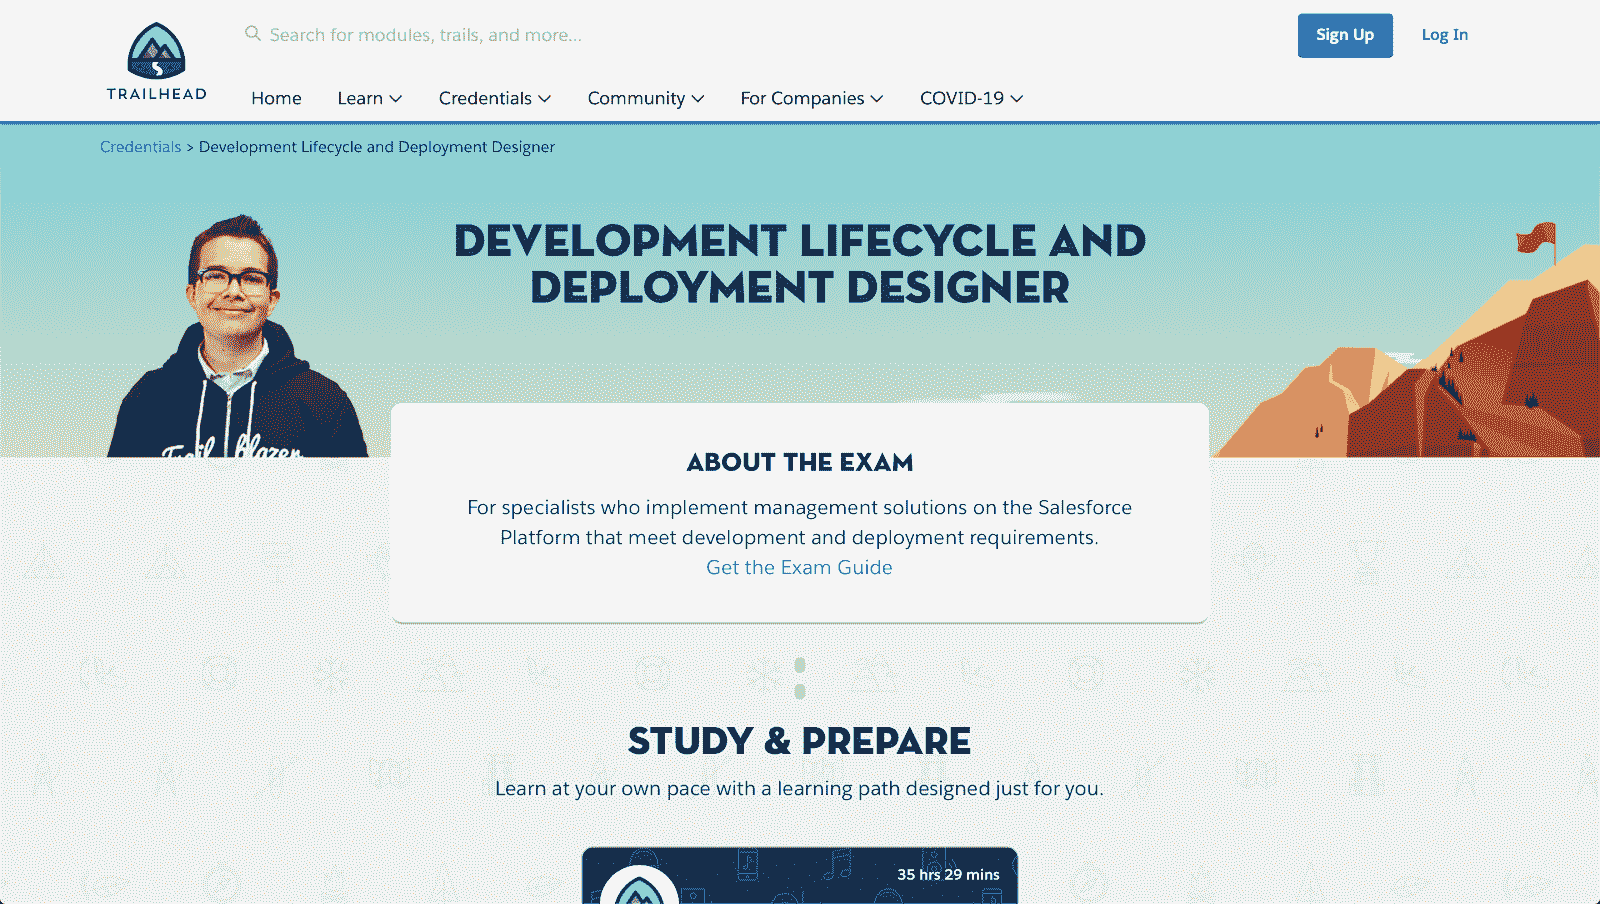 Search for modules, trails, and more...
Sign Up
Log In
TRAILHEAD
Home
Learn
Credentials
Community
For Companies
COVID-19
Credentials > Development Lifecycle and Deployment Designer
DEVELOPMENT LIFECYCLE AND
DEPLOYMENT DESIGNER
Trailblazer
ABOUT THE EXAM
For specialists who implement management solutions on the Salesforce
Platform that meet development and deployment requirements.
Get the Exam Guide
STUDY & PREPARE
Learn at your own pace with a learning path designed just for you.
35 hrs 29 mins